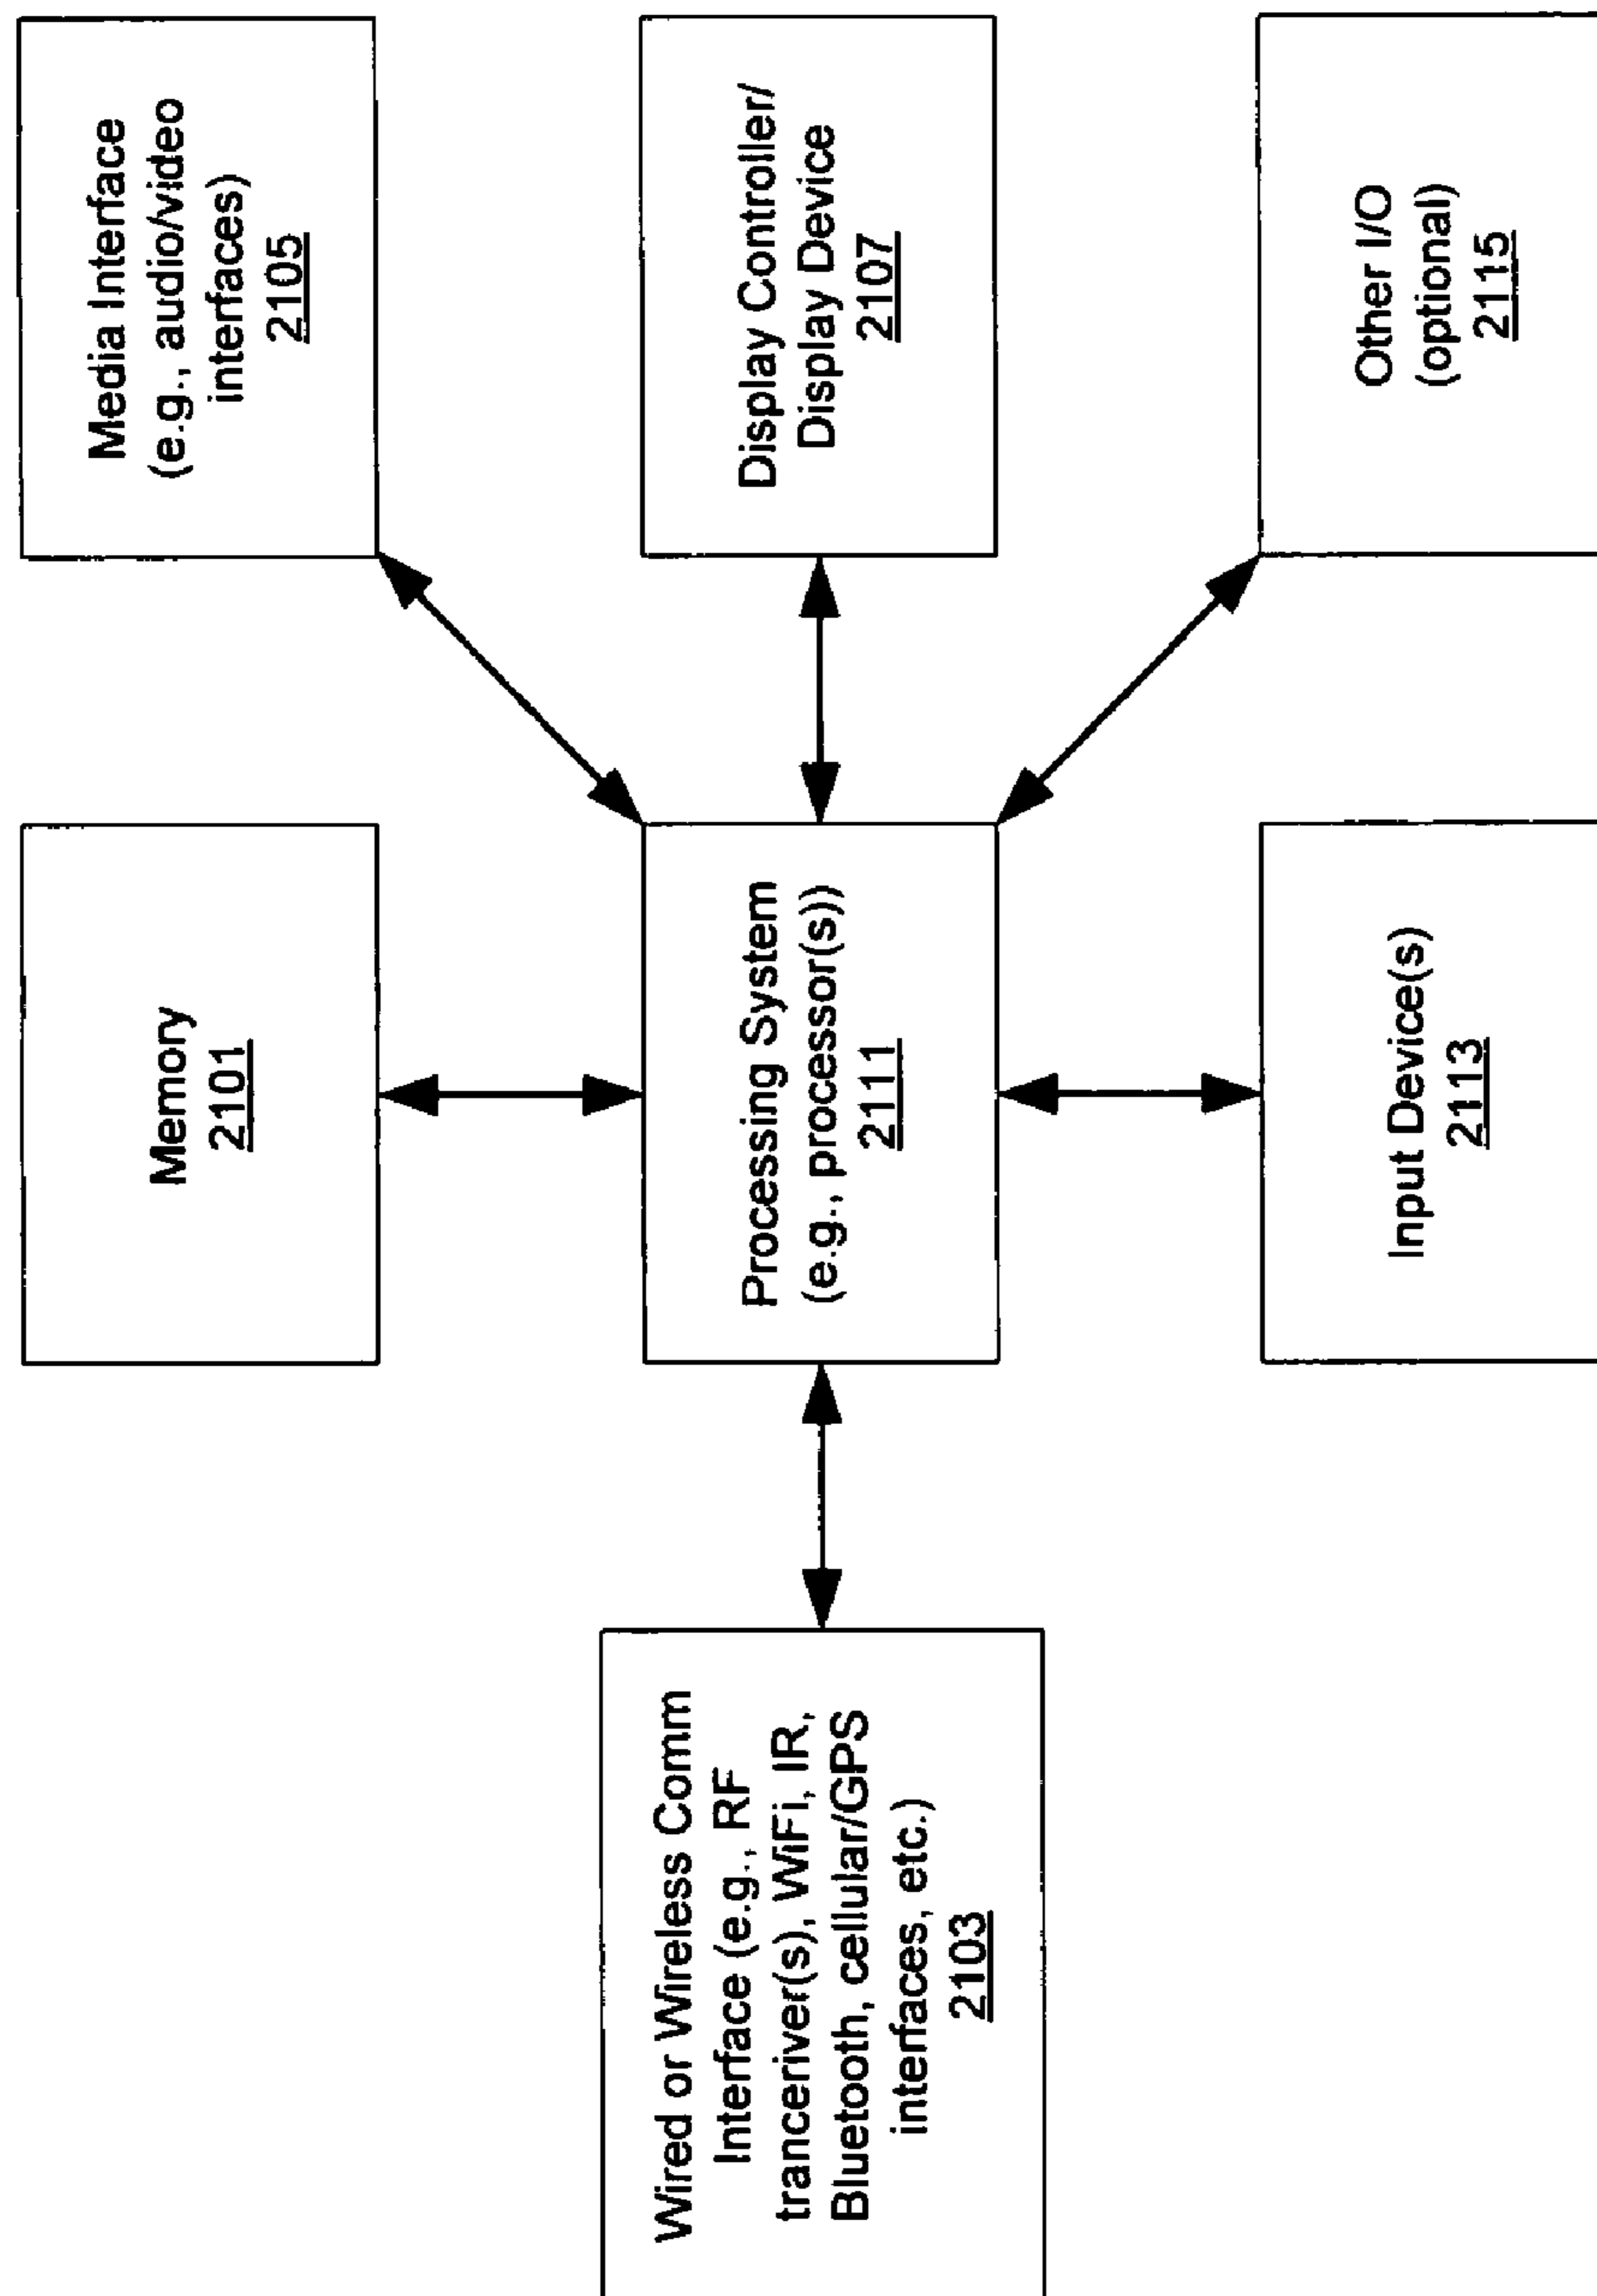 Memory
2101
Media Interface
(e.g., audio/video
interfaces)
2105
Wired or Wireless Comm
Interface (e.g., RF
tranceriver(s), WiFi, IR,
Bluetooth, cellular/GPS
interfaces, etc.)
2103
Processing System
(e.g., processor(s))
2111
Display Controller/
Display Device
2107
Input Device(s)
2113
Other I/O
(optional)
2115